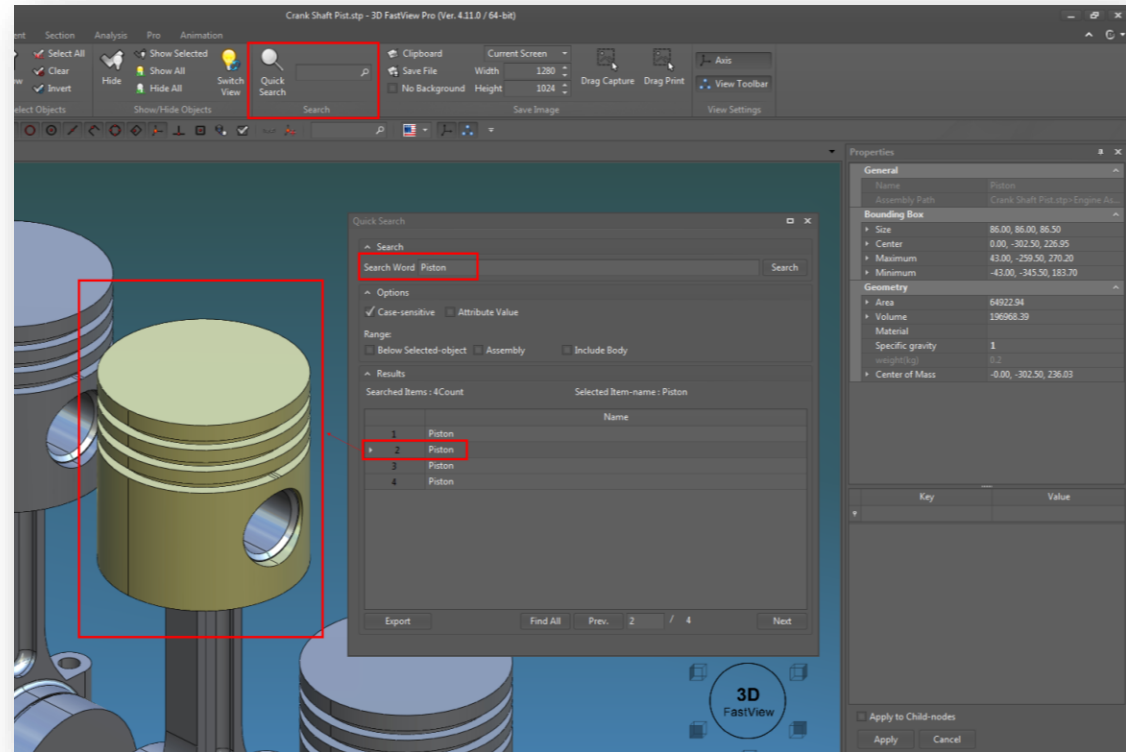 Crank Shaft Pist.stp - 3D FastView Pro (Ver. 4.11.0 / 64-bit)
Section Analysis Pro Animation
Select All
Clear
Invert
Hide
Show Selected
Show All
Hide All
Switch View
Show/Hide Objects
Quick Search
Search
Clipboard Current Screen
Save File Width 1280
No Background Height 1024
Save Image
Drag Capture Drag Print
Axis
View Toolbar
View Settings
Quick Search
Search
Search Word Piston Search
Options
Case-sensitive Attribute Value
Range:
Below Selected-object Assembly Include Body
Results
Searched Items : 4Count Selected Item-name : Piston
Name
1 Piston
2 Piston
3 Piston
4 Piston
Export Find All Prev. 2 / 4 Next
3D
FastView
Properties
General
Name Piston
Assembly Path Crank Shaft Pist.stp>Engine As...
Bounding Box
Size 86.00, 86.00, 86.50
Center 0.00, -302.50, 226.95
Maximum 43.00, -259.50, 270.20
Minimum -43.00, -345.50, 183.70
Geometry
Area 64922.94
Volume 196968.39
Material
Specific gravity 1
weight(kg) 0.2
Center of Mass -0.00, -302.50, 236.03
Key Value
Apply to Child-nodes
Apply Cancel